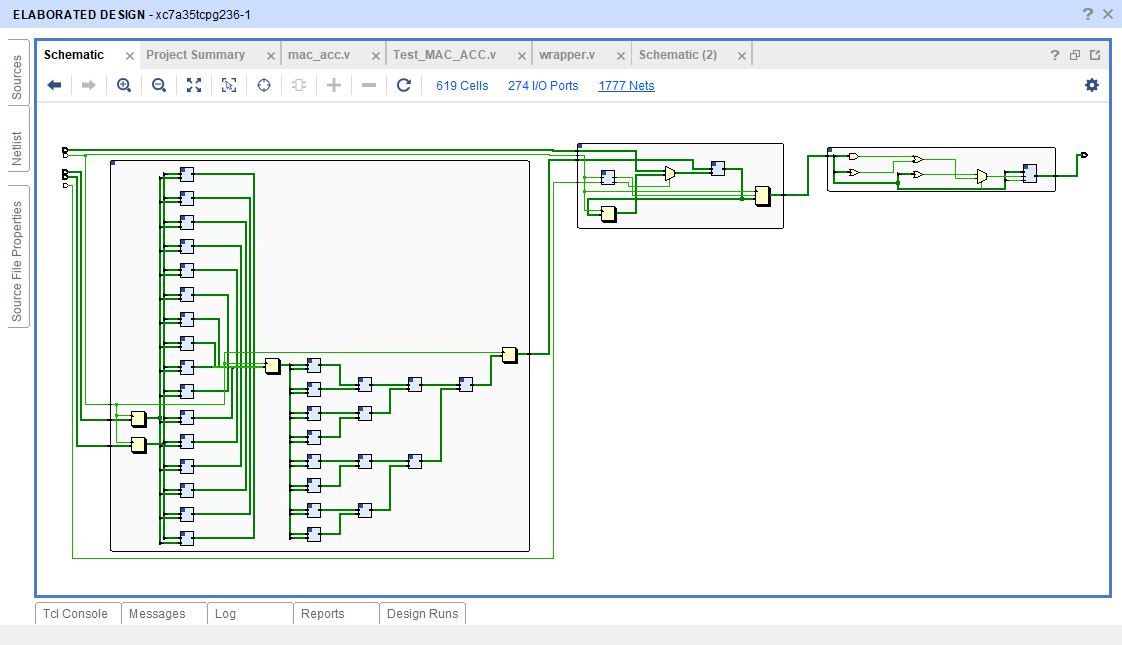 ELABORATED DESIGN - xc7a35tcpg236-1
Sources
Netlist
Source File Properties
Schematic
Project Summary
mac_acc.v
Test_MAC_ACC.v
wrapper.v
Schematic (2)
619 Cells
274 I/O Ports
1777 Nets
Tcl Console
Messages
Log
Reports
Design Runs